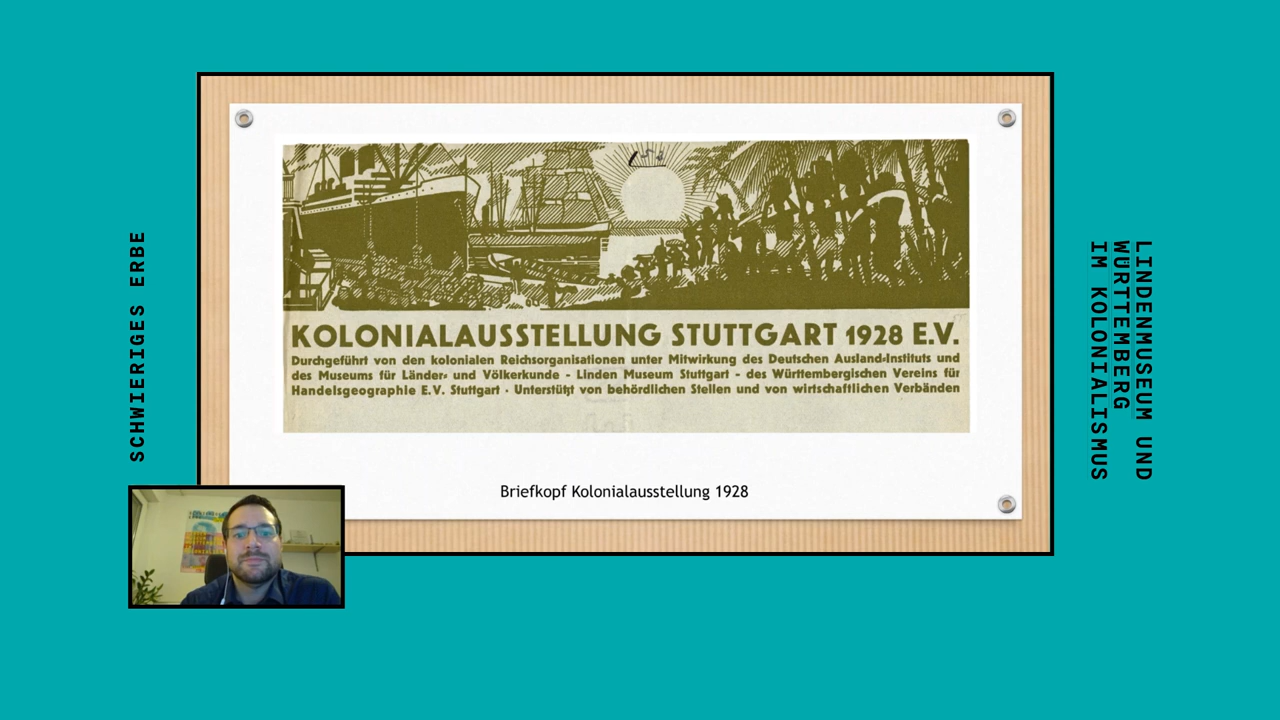 SCHWIERIGES ERBE
KOLONIALAUSSTELLUNG STUTTGART 1928 E.V.
Durchgeführt von den kolonialen Reichsorganisationen unter Mitwirkung des Deutschen Ausland-Instituts und
des Museums für Länder- und Völkerkunde - Linden Museum Stuttgart - des Württembergischen Vereins für
Handelsgeographie E.V. Stuttgart · Unterstützt von behördlichen Stellen und von wirtschaftlichen Verbänden
Briefkopf Kolonialausstellung 1928
LINDENMUSEUM UND
WÜRTTEMBERG
IM KOLONIALISMUS